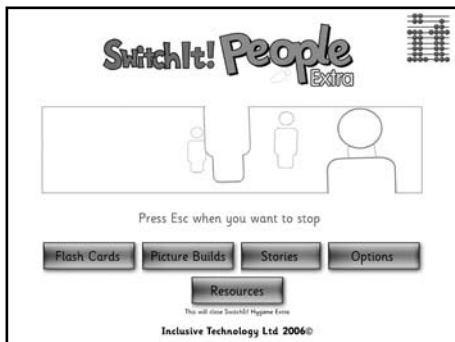 SwitchIt! People
Extra
Press Esc when you want to stop
Flash Cards Picture Builds Stories Options
Resources
This will close SwitchIt! Hygiene Extra
Inclusive Technology Ltd 2006©